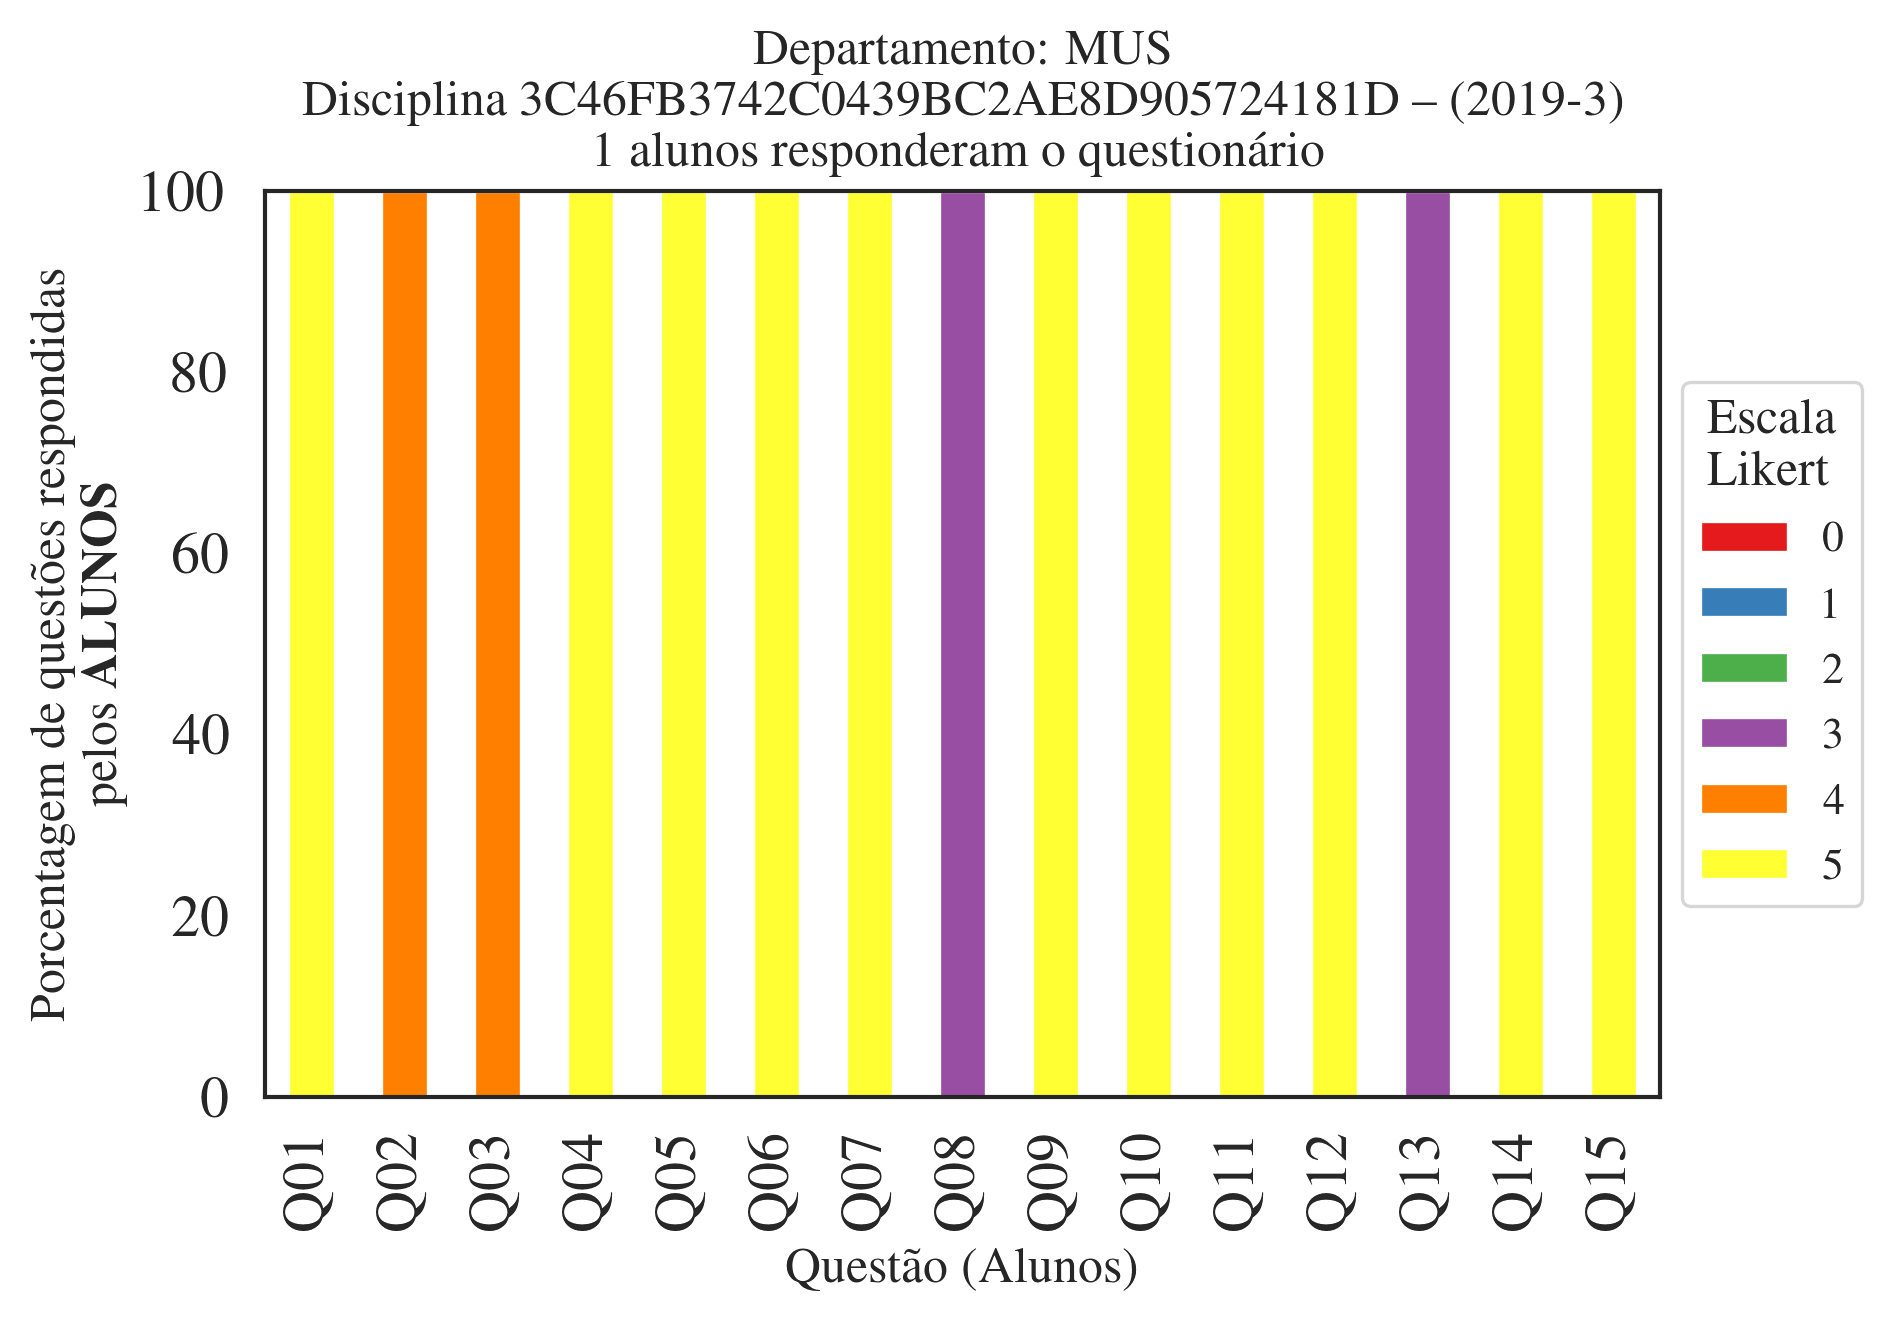 Departamento: MUS
Disciplina 3C46FB3742C0439BC2AE8D905724181D – (2019-3)
1 alunos responderam o questionário
Porcentagem de questões respondidas
pelos ALUNOS
100
80
60
40
20
0
Q01
Q02
Q03
Q04
Q05
Q06
Q07
Q08
Q09
Q10
Q11
Q12
Q13
Q14
Q15
Questão (Alunos)
Escala
Likert
0
1
2
3
4
5